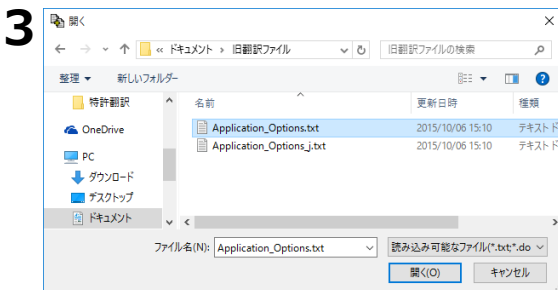 3
開く
« ドキュメント > 旧翻訳ファイル
旧翻訳ファイルの検索
整理 新しいフォルダー
特許翻訳
OneDrive
PC
ダウンロード
デスクトップ
ドキュメント
名前 更新日時 種類
Application_Options.txt 2015/10/06 15:10 テキスト ド
Application_Options_j.txt 2015/10/06 15:10 テキスト ド
ファイル名(N): Application_Options.txt 読み込み可能なファイル(*.txt;*.do
開く(O) キャンセル